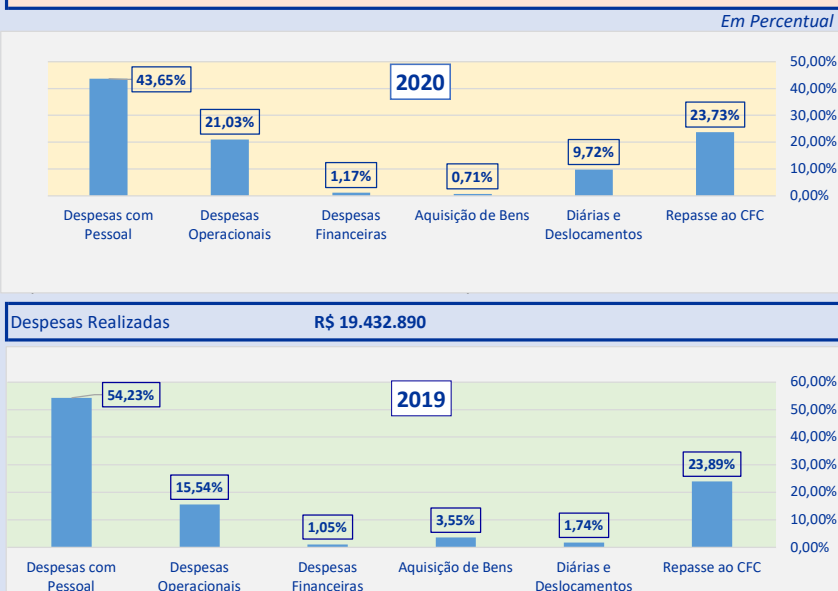 Em Percentual
2020
50,00%
40,00%
30,00%
20,00%
10,00%
0,00%
43,65%
21,03%
1,17%
0,71%
9,72%
23,73%
Despesas com
Pessoal
Despesas
Operacionais
Despesas
Financeiras
Aquisição de Bens
Diárias e
Deslocamentos
Repasse ao CFC
Despesas Realizadas R$ 19.432.890
2019
60,00%
50,00%
40,00%
30,00%
20,00%
10,00%
0,00%
54,23%
15,54%
1,05%
3,55%
1,74%
23,89%
Despesas com
Pessoal
Despesas
Operacionais
Despesas
Financeiras
Aquisição de Bens
Diárias e
Deslocamentos
Repasse ao CFC